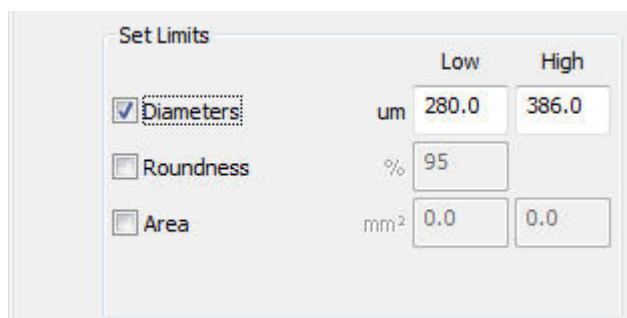 Set Limits
Low High
Diameters um 280.0 386.0
Roundness % 95
Area mm² 0.0 0.0